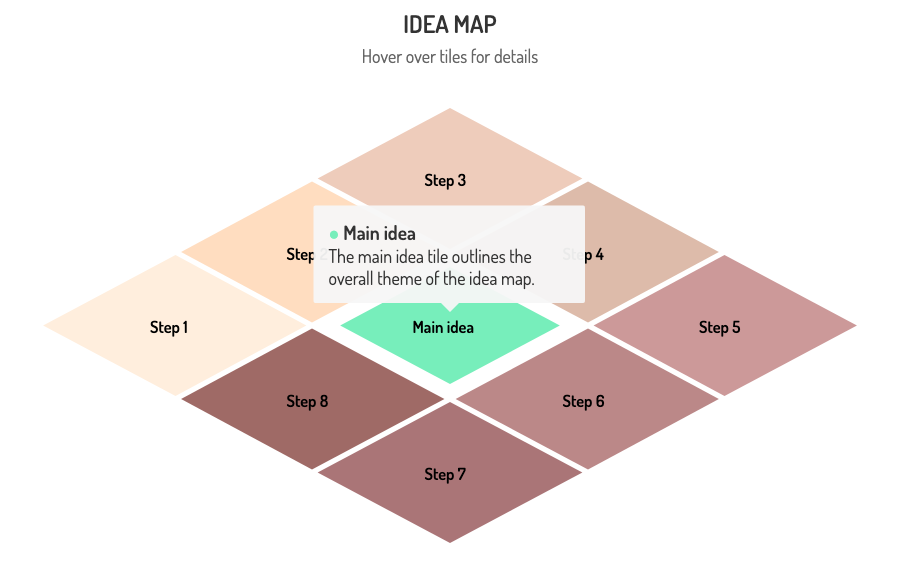 IDEA MAP
Hover over tiles for details
Step 3
Step 2
Step 4
Main idea
The main idea tile outlines the
overall theme of the idea map.
Step 1
Main idea
Step 5
Step 8
Step 6
Step 7